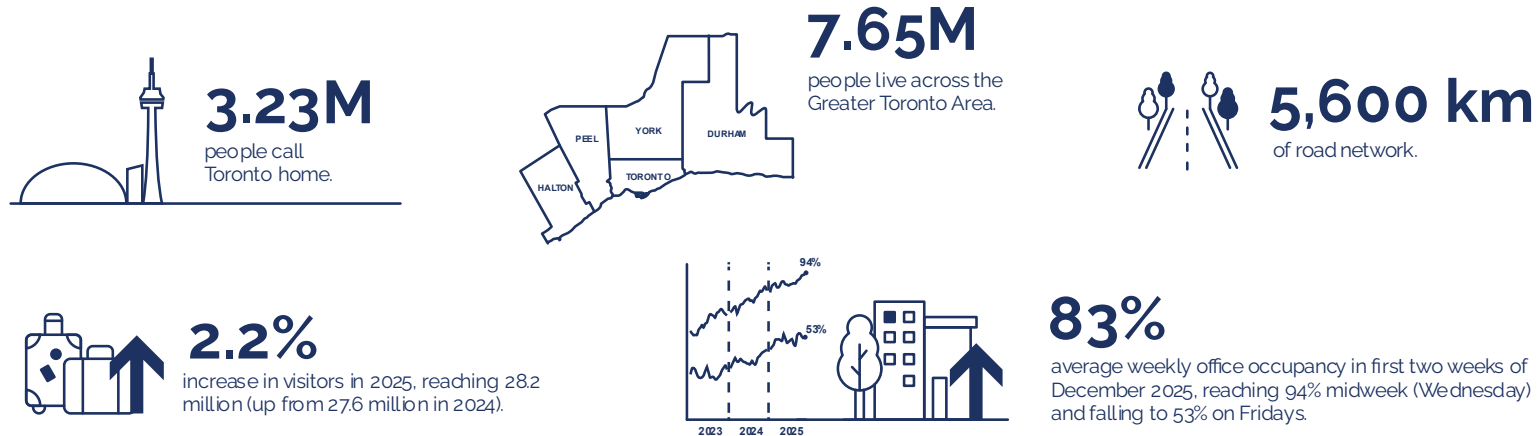 3.23M
people call
Toronto home.
7.65M
people live across the
Greater Toronto Area.
PEEL
YORK
DURHAM
HALTON
TORONTO
5,600 km
of road network.
2.2%
increase in visitors in 2025, reaching 28.2
million (up from 27.6 million in 2024).
94%
53%
2023 2024 2025
83%
average weekly office occupancy in first two weeks of
December 2025, reaching 94% midweek (Wednesday)
and falling to 53% on Fridays.